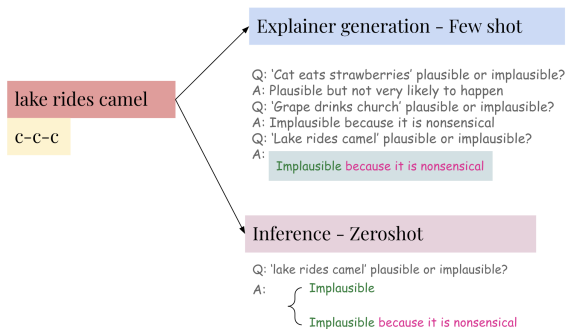 lake rides camel
c-c-c
Explainer generation - Few shot
Q: ‘Cat eats strawberries’ plausible or implausible?
A: Plausible but not very likely to happen
Q: ‘Grape drinks church’ plausible or implausible?
A: Implausible because it is nonsensical
Q: ‘Lake rides camel’ plausible or implausible?
A:
Implausible because it is nonsensical
Inference - Zeroshot
Q: ‘lake rides camel’ plausible or implausible?
A:
Implausible
Implausible because it is nonsensical